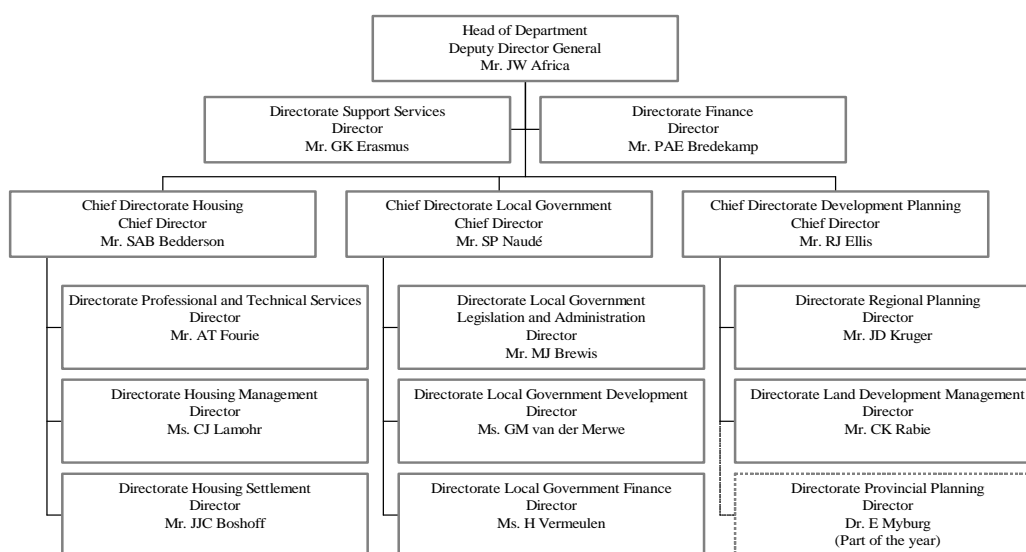 Head of Department
Deputy Director General
Mr. JW Africa
Directorate Support Services
Director
Mr. GK Erasmus
Directorate Finance
Director
Mr. PAE Bredekamp
Chief Directorate Housing
Chief Director
Mr. SAB Bedderson
Chief Directorate Local Government
Chief Director
Mr. SP Naudé
Chief Directorate Development Planning
Chief Director
Mr. RJ Ellis
Directorate Professional and Technical Services
Director
Mr. AT Fourie
Directorate Housing Management
Director
Ms. CJ Lamohr
Directorate Housing Settlement
Director
Mr. JJC Boshoff
Directorate Local Government
Legislation and Administration
Director
Mr. MJ Brewis
Directorate Local Government Development
Director
Ms. GM van der Merwe
Directorate Local Government Finance
Director
Ms. H Vermeulen
Directorate Regional Planning
Director
Mr. JD Kruger
Directorate Land Development Management
Director
Mr. CK Rabie
Directorate Provincial Planning
Director
Dr. E Myburg
(Part of the year)